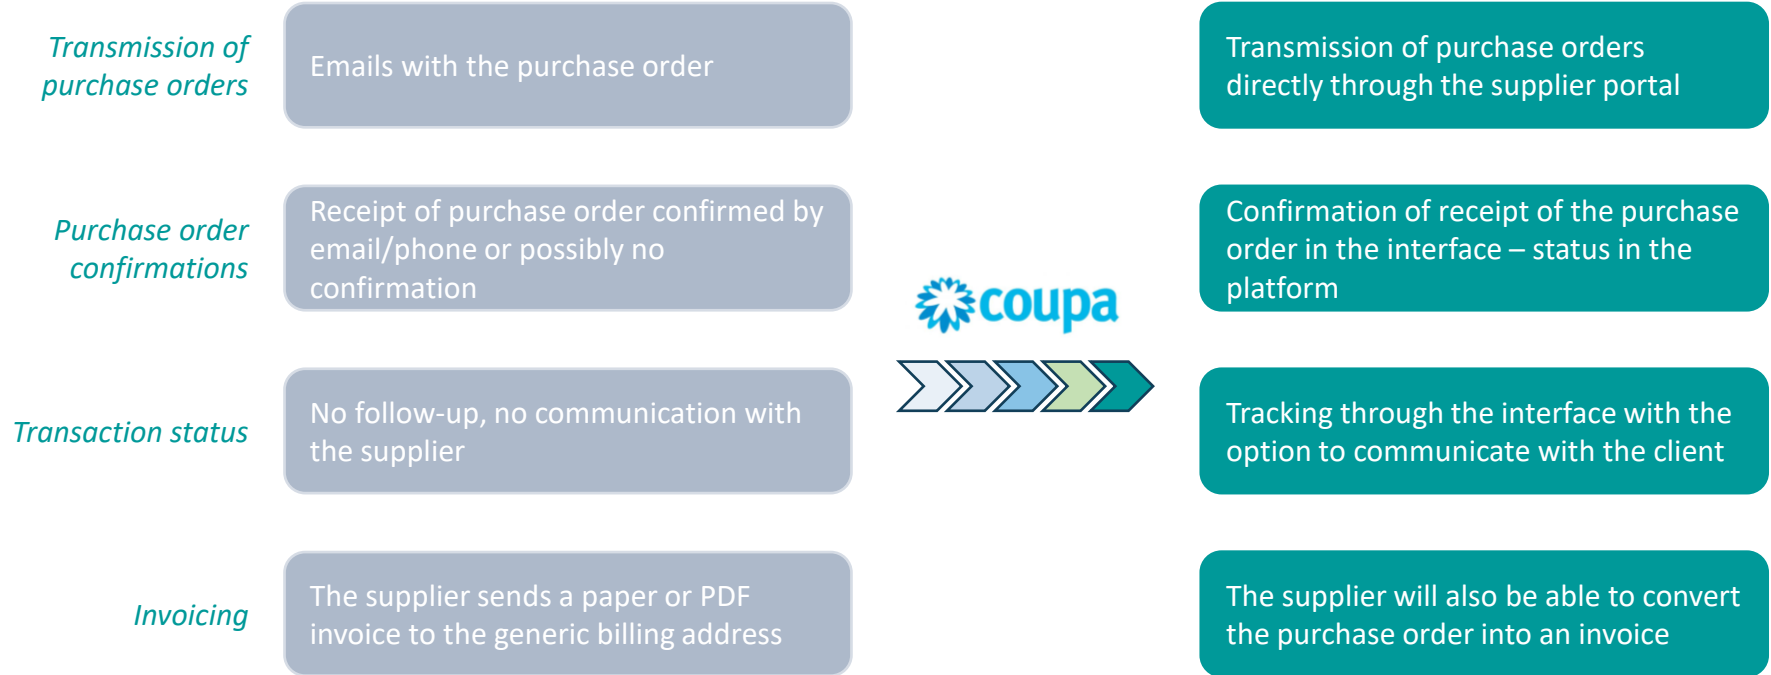 Transmission of
purchase orders
Emails with the purchase order
Transmission of purchase orders
directly through the supplier portal
Purchase order
confirmations
Receipt of purchase order confirmed by
email/phone or possibly no
confirmation
coupa
Confirmation of receipt of the purchase
order in the interface – status in the
platform
Transaction status
No follow-up, no communication with
the supplier
Tracking through the interface with the
option to communicate with the client
Invoicing
The supplier sends a paper or PDF
invoice to the generic billing address
The supplier will also be able to convert
the purchase order into an invoice